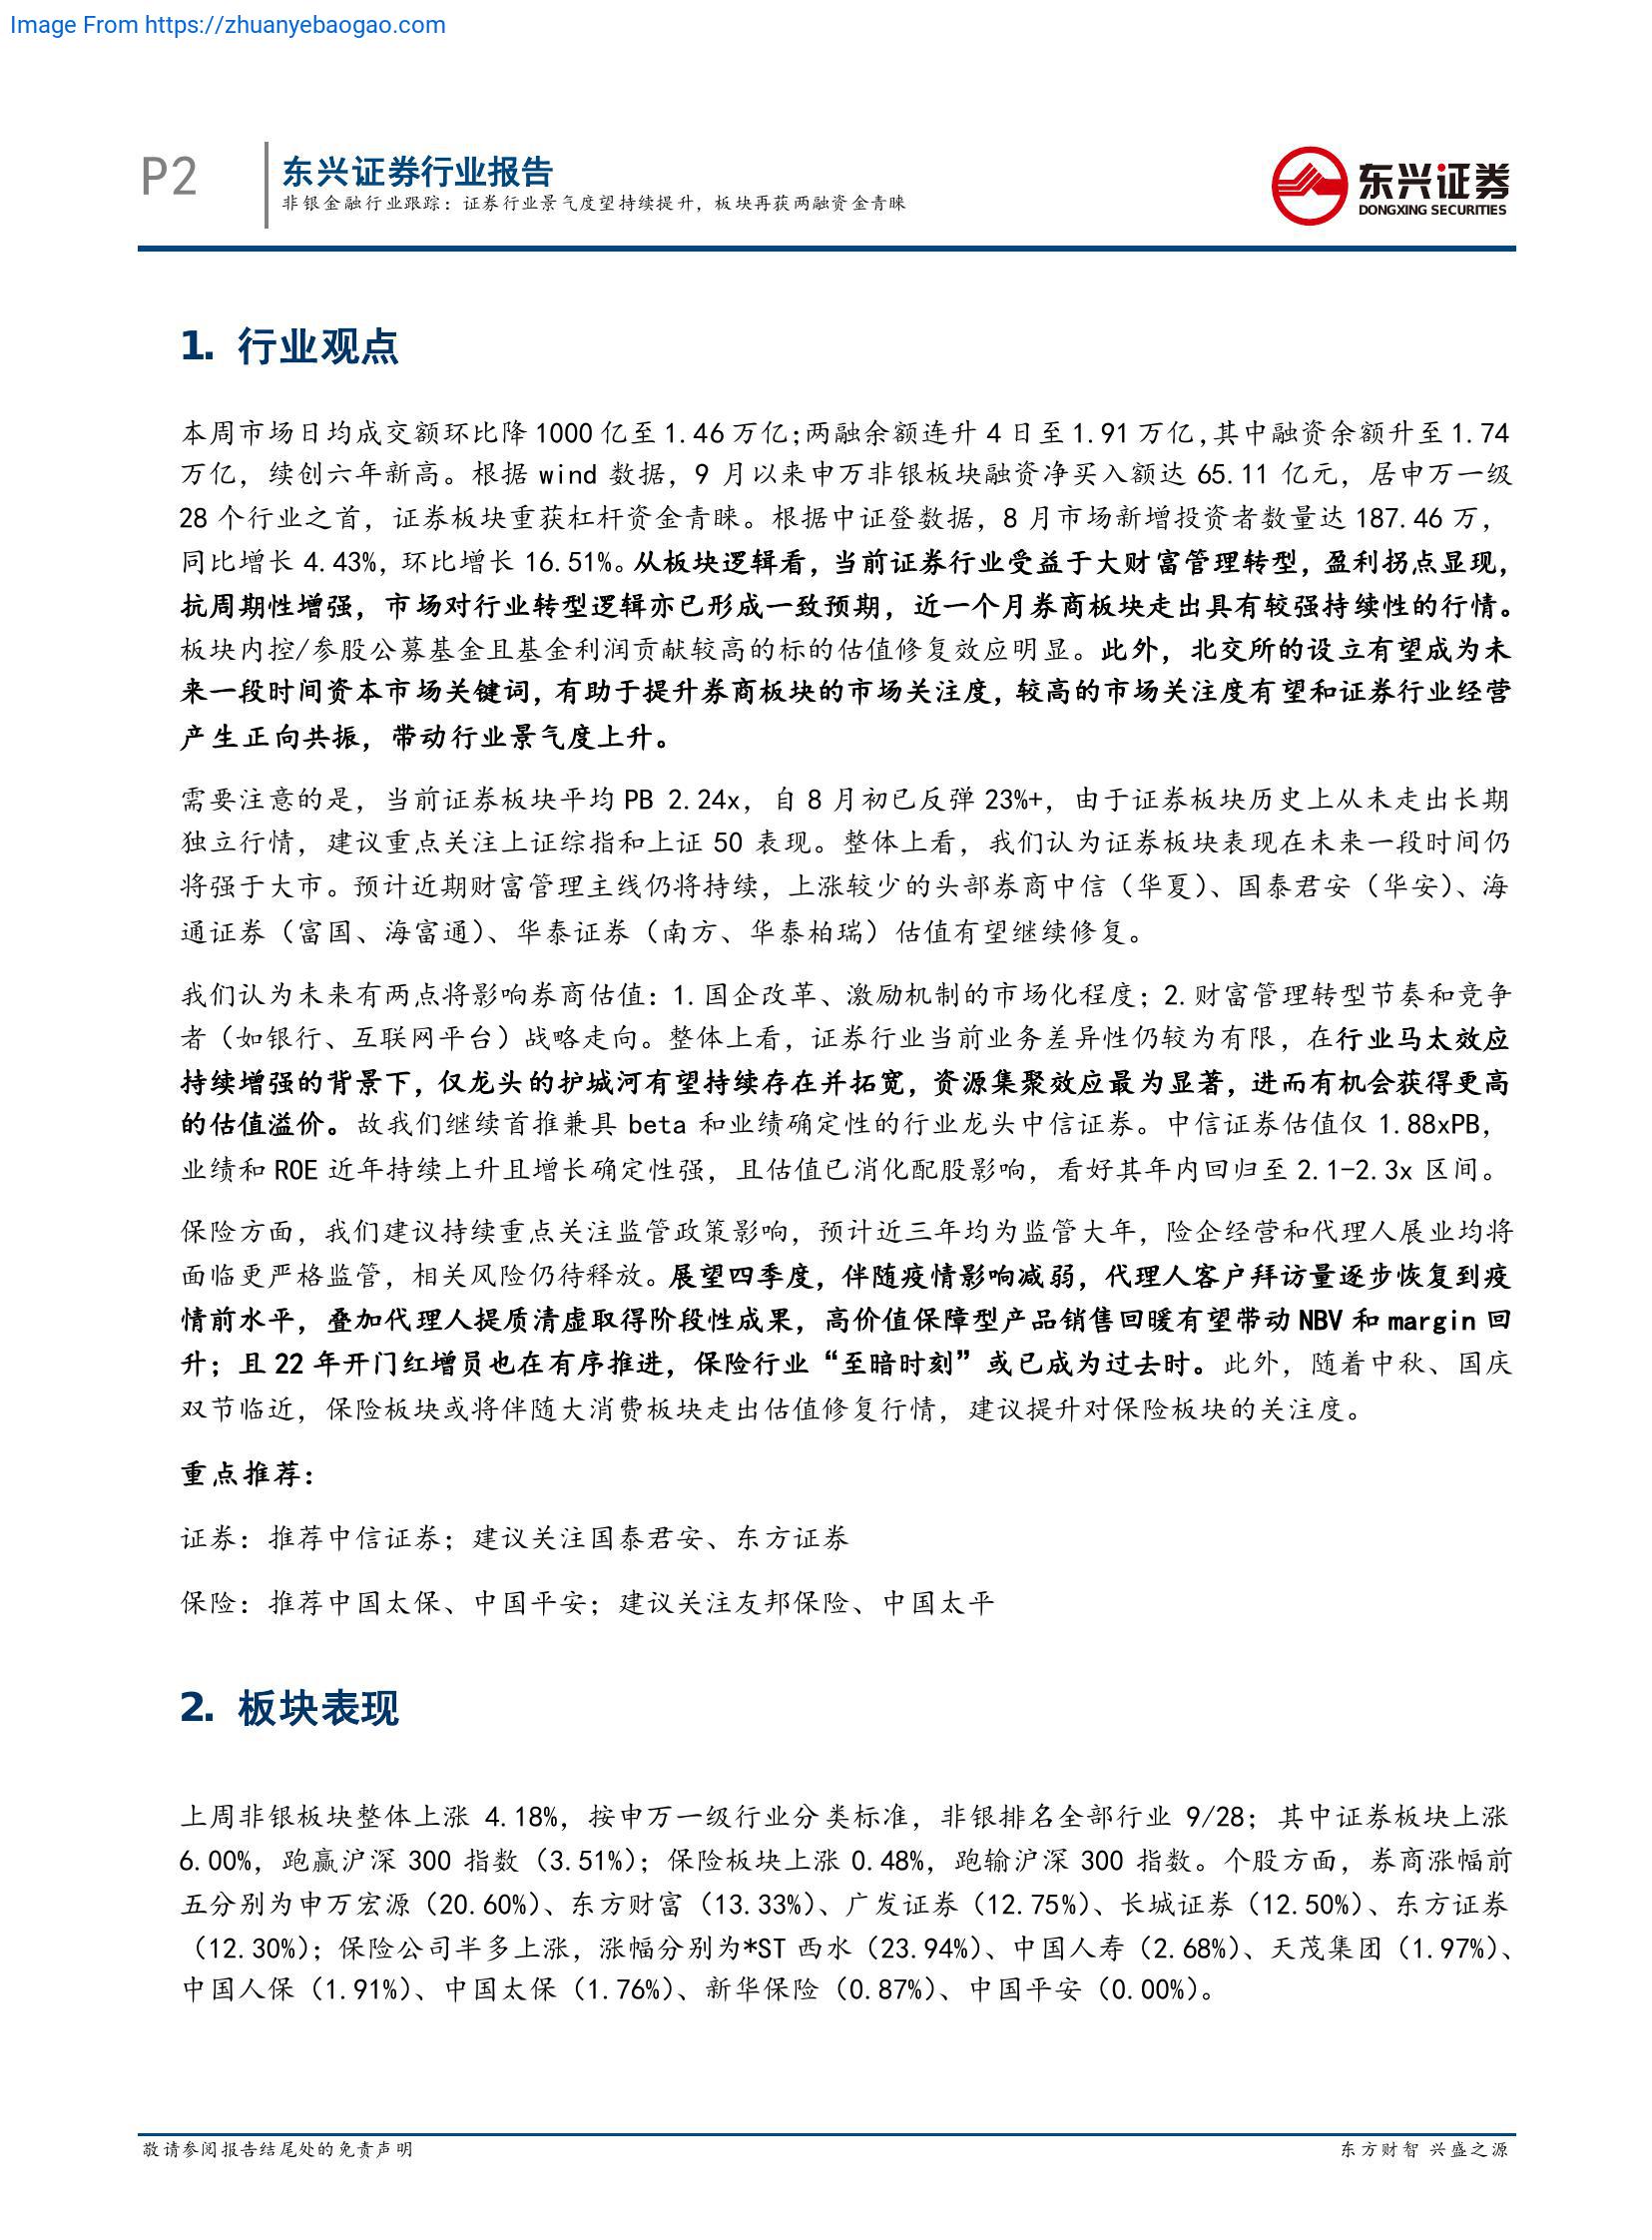 Image From https://zhuanyebaogao.com
P2
东兴证券行业报告
非银金融行业跟踪：证券行业景气度望持续提升，板块再获两融资金青睐
东兴证券
DONGXING SECURITIES
1. 行业观点
本周市场日均成交额环比降 1000 亿至 1.46 万亿；两融余额连升 4 日至 1.91 万亿，其中融资余额升至 1.74
万亿，续创六年新高。根据 wind 数据，9 月以来申万非银板块融资净买入额达 65.11 亿元，居申万一级
28 个行业之首，证券板块重获杠杆资金青睐。根据中证登数据，8 月市场新增投资者数量达 187.46 万，
同比增长 4.43%，环比增长 16.51%。从板块逻辑看，当前证券行业受益于大财富管理转型，盈利拐点显现，
抗周期性增强，市场对行业转型逻辑亦已形成一致预期，近一个月券商板块走出具有较强持续性的行情。
板块内控/参股公募基金且基金利润贡献较高的标的估值修复效应明显。此外，北交所的设立有望成为未
来一段时间资本市场关键词，有助于提升券商板块的市场关注度，较高的市场关注度有望和证券行业经营
产生正向共振，带动行业景气度上升。
需要注意的是，当前证券板块平均 PB 2.24x，自 8 月初已反弹 23%+，由于证券板块历史上从未走出长期
独立行情，建议重点关注上证综指和上证 50 表现。整体上看，我们认为证券板块表现在未来一段时间仍
将强于大市。预计近期财富管理主线仍将持续，上涨较少的头部券商中信（华夏）、国泰君安（华安）、海
通证券（富国、海富通）、华泰证券（南方、华泰柏瑞）估值有望继续修复。
我们认为未来有两点将影响券商估值：1.国企改革、激励机制的市场化程度；2.财富管理转型节奏和竞争
者（如银行、互联网平台）战略走向。整体上看，证券行业当前业务差异性仍较为有限，在行业马太效应
持续增强的背景下，仅龙头的护城河有望持续存在并拓宽，资源集聚效应最为显著，进而有机会获得更高
的估值溢价。故我们继续首推兼具 beta 和业绩确定性的行业龙头中信证券。中信证券估值仅 1.88xPB，
业绩和 ROE 近年持续上升且增长确定性强，且估值已消化配股影响，看好其年内回归至 2.1-2.3x 区间。
保险方面，我们建议持续重点关注监管政策影响，预计近三年均为监管大年，险企经营和代理人展业均将
面临更严格监管，相关风险仍待释放。展望四季度，伴随疫情影响减弱，代理人客户拜访量逐步恢复到疫
情前水平，叠加代理人提质清虚取得阶段性成果，高价值保障型产品销售回暖有望带动 NBV 和 margin 回
升；且 22 年开门红增员也在有序推进，保险行业“至暗时刻”或已成为过去时。此外，随着中秋、国庆
双节临近，保险板块或将伴随大消费板块走出估值修复行情，建议提升对保险板块的关注度。
重点推荐：
证券：推荐中信证券；建议关注国泰君安、东方证券
保险：推荐中国太保、中国平安；建议关注友邦保险、中国太平
2. 板块表现
上周非银板块整体上涨 4.18%，按申万一级行业分类标准，非银排名全部行业 9/28；其中证券板块上涨
6.00%，跑赢沪深 300 指数（3.51%）；保险板块上涨 0.48%，跑输沪深 300 指数。个股方面，券商涨幅前
五分别为申万宏源（20.60%）、东方财富（13.33%）、广发证券（12.75%）、长城证券（12.50%）、东方证券
（12.30%）；保险公司半多上涨，涨幅分别为*ST 西水（23.94%）、中国人寿（2.68%）、天茂集团（1.97%）、
中国人保（1.91%）、中国太保（1.76%）、新华保险（0.87%）、中国平安（0.00%）。
敬请参阅报告结尾处的免责声明
东方财智 兴盛之源